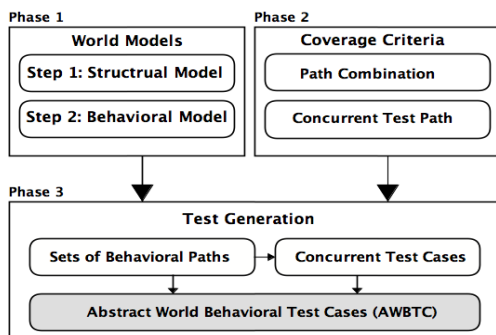 Phase 1
World Models
Step 1: Structrual Model
Step 2: Behavioral Model
Phase 2
Coverage Criteria
Path Combination
Concurrent Test Path
Phase 3
Test Generation
Sets of Behavioral Paths
Concurrent Test Cases
Abstract World Behavioral Test Cases (AWBTC)